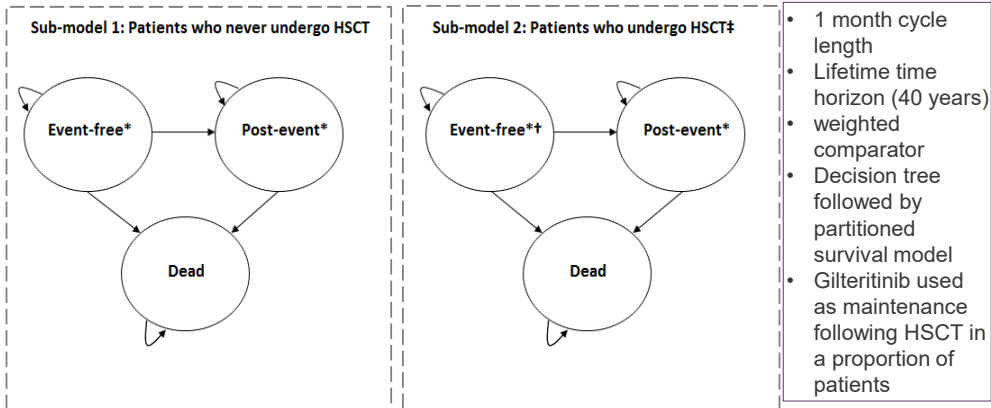 Sub-model 1: Patients who never undergo HSCT
Event-free*
Post-event*
Dead
Sub-model 2: Patients who undergo HSCT‡
Event-free*†
Post-event*
Dead
• 1 month cycle
length
• Lifetime time
horizon (40 years)
• weighted
comparator
• Decision tree
followed by
partitioned
survival model
• Gilteritinib used
as maintenance
following HSCT in
a proportion of
patients